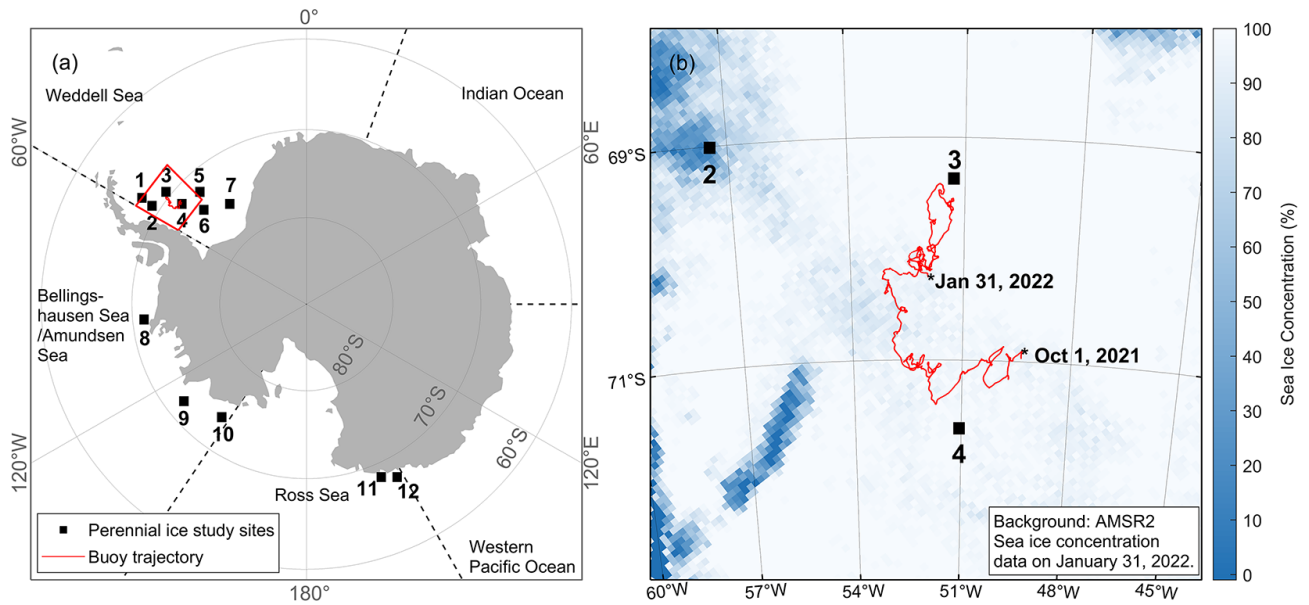 0°
(a)
Weddell Sea
Indian Ocean
60°W
60°E
1
3
5
7
2
4
6
Bellings-
hausen Sea
/Amundsen
Sea
8
80°S
70°S
60°S
9
10
120°W
120°E
Ross Sea
11
12
Perennial ice study sites
Buoy trajectory
Western
Pacific Ocean
180°
(b)
69°S
2
3
*Jan 31, 2022
* Oct 1, 2021
71°S
4
Background: AMSR2
Sea ice concentration
data on January 31, 2022.
60°W
57°W
54°W
51°W
48°W
45°W
100
90
80
70
60
50
40
30
20
10
0
Sea Ice Concentration (%)